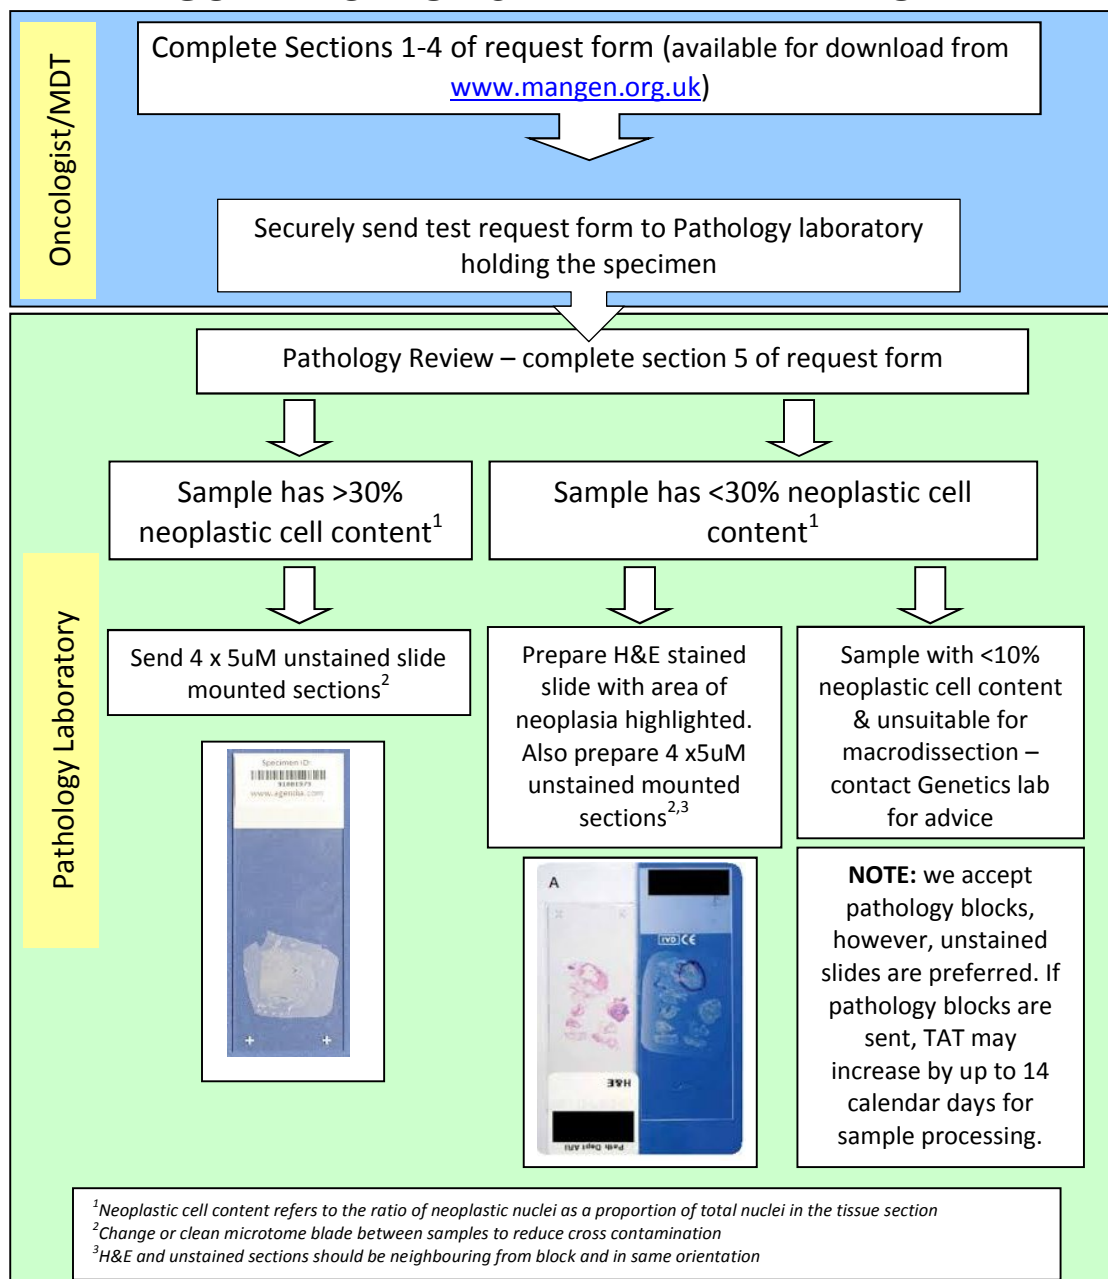 Oncologist/MDT
Complete Sections 1-4 of request form (available for download from
www.mangen.org.uk)
Securely send test request form to Pathology laboratory
holding the specimen
Pathology Laboratory
Pathology Review – complete section 5 of request form
Sample has >30%
neoplastic cell content¹
Sample has <30% neoplastic cell
content¹
Send 4 x 5uM unstained slide
mounted sections²
Prepare H&E stained
slide with area of
neoplasia highlighted.
Also prepare 4 x5uM
unstained mounted
sections²,³
Sample with <10%
neoplastic cell content
& unsuitable for
macrodissection –
contact Genetics lab
for advice
Specimen ID:
www.agendia.com
A
IVD CE
H&E
Path Dept ARI
NOTE: we accept
pathology blocks,
however, unstained
slides are preferred. If
pathology blocks are
sent, TAT may
increase by up to 14
calendar days for
sample processing.
¹Neoplastic cell content refers to the ratio of neoplastic nuclei as a proportion of total nuclei in the tissue section
²Change or clean microtome blade between samples to reduce cross contamination
³H&E and unstained sections should be neighbouring from block and in same orientation